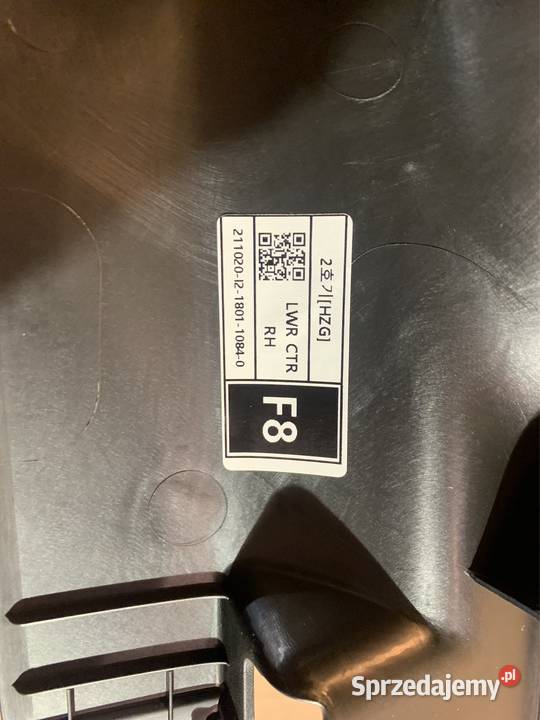 2호기[HZG]
LWR CTR
RH
211020-I2-1801-1084-0
F8
Sprzedajemy.pl